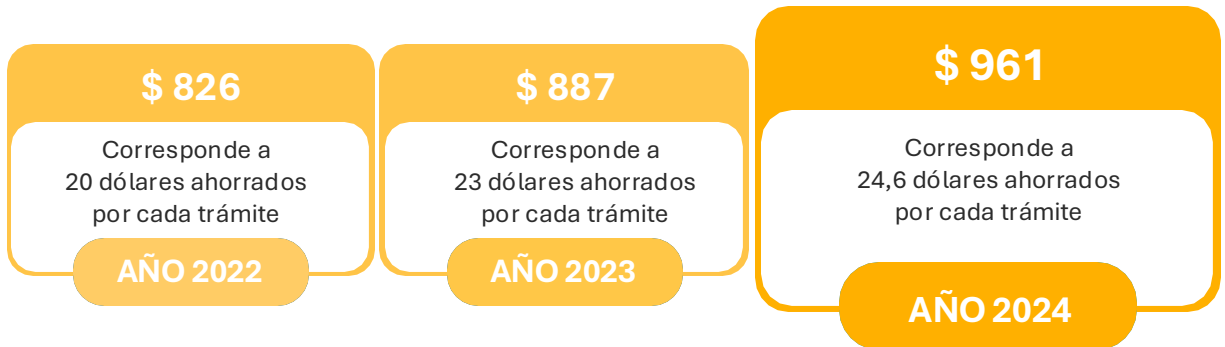 $ 826
Corresponde a
20 dólares ahorrados
por cada trámite
AÑO 2022
$ 887
Corresponde a
23 dólares ahorrados
por cada trámite
AÑO 2023
$ 961
Corresponde a
24,6 dólares ahorrados
por cada trámite
AÑO 2024